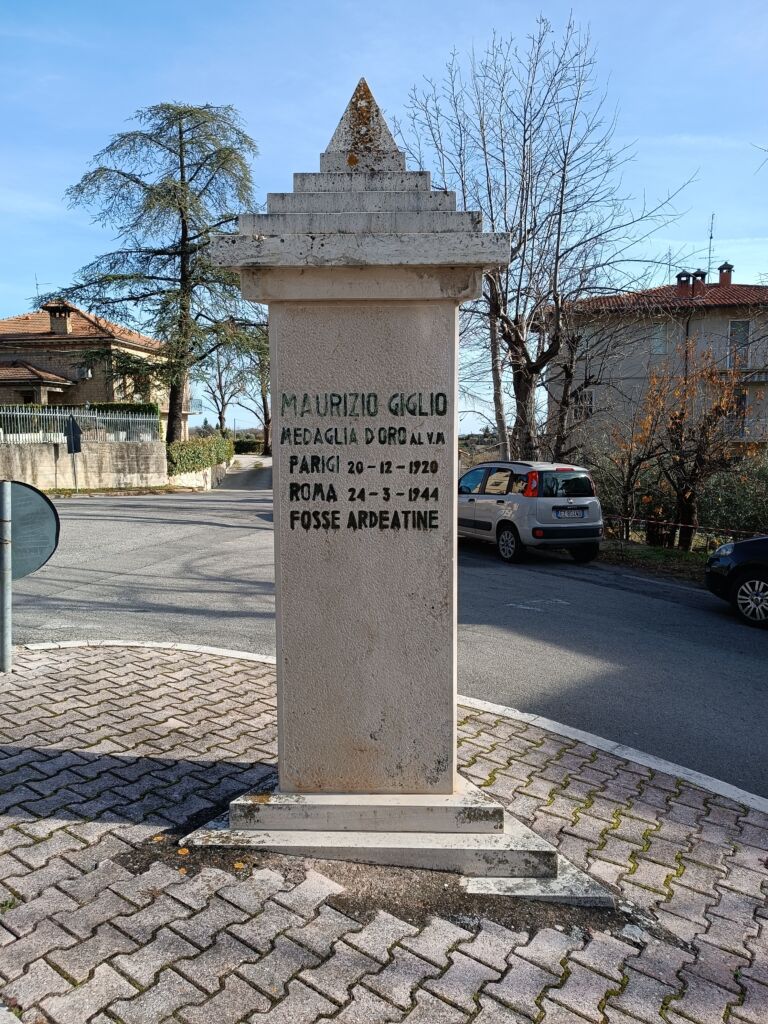 MAURIZIO GIGLIO
MEDAGLIA D'ORO AL V.M
PARIGI 20-12-1920
ROMA 24-3-1944
FOSSE ARDEATINE